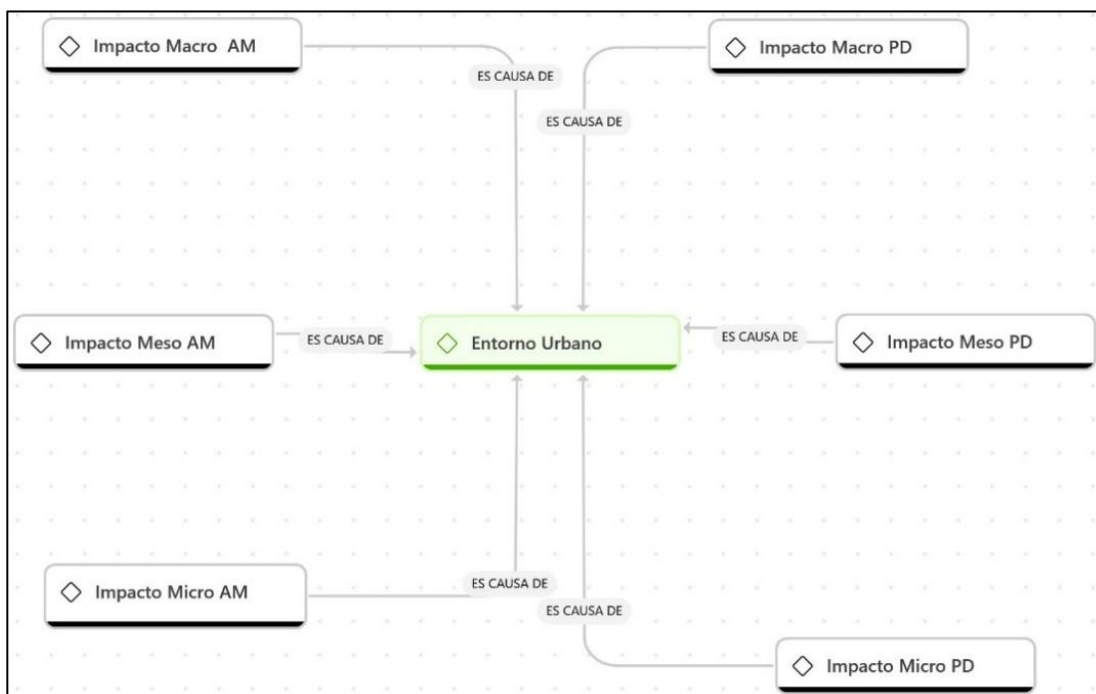 Impacto Macro  AM
Impacto Macro PD
ES CAUSA DE
ES CAUSA DE
Impacto Meso AM
ES CAUSA DE
Entorno Urbano
ES CAUSA DE
Impacto Meso PD
Impacto Micro AM
ES CAUSA DE
ES CAUSA DE
Impacto Micro PD